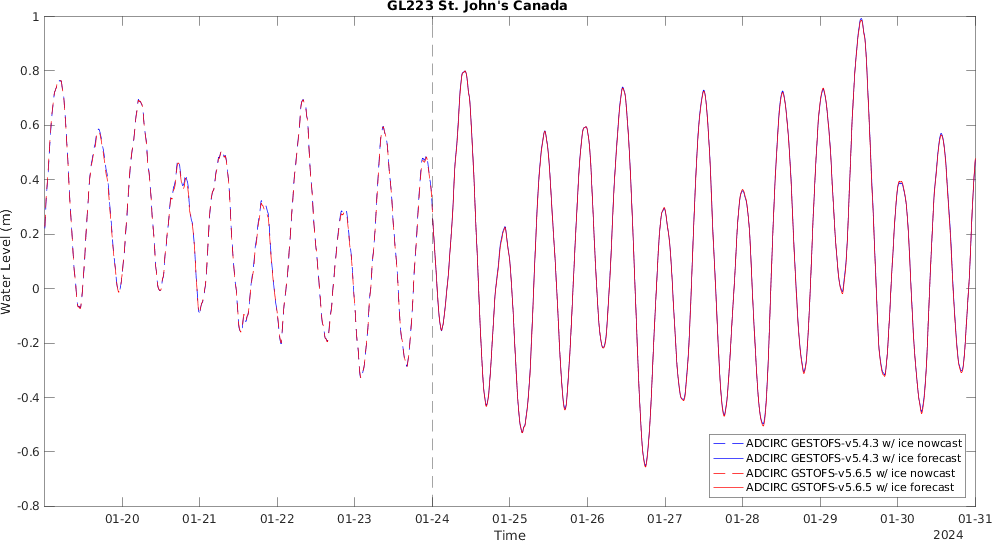 GL223 St. John's Canada
1
0.8
0.6
0.4
0.2
0
-0.2
-0.4
-0.6
-0.8
Water Level (m)
ADCIRC GESTOFS-v5.4.3 w/ ice nowcast
ADCIRC GESTOFS-v5.4.3 w/ ice forecast
ADCIRC GSTOFS-v5.6.5 w/ ice nowcast
ADCIRC GSTOFS-v5.6.5 w/ ice forecast
01-20 01-21 01-22 01-23 01-24 01-25 01-26 01-27 01-28 01-29 01-30 01-31
Time
2024